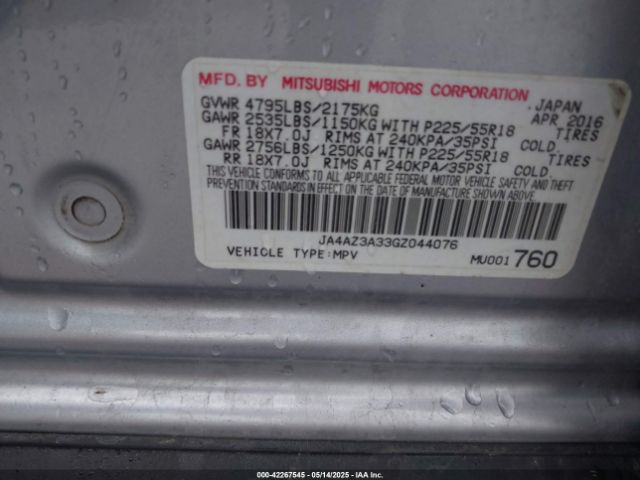 MFD. BY MITSUBISHI MOTORS CORPORATION JAPAN
GVWR 4795LBS/2175KG APR 2016
GAWR 2535LBS/1150KG WITH P225/55R18 TIRES
FR 18X7.0J RIMS AT 240KPA/35PSI COLD.
GAWR 2756LBS/1250KG WITH P225/55R18 TIRES
RR 18X7.0J RIMS AT 240KPA/35PSI COLD.
THIS VEHICLE CONFORMS TO ALL APPLICABLE FEDERAL MOTOR VEHICLE SAFETY AND THEFT
PREVENTION STANDARDS IN EFFECT ON THE DATE OF MANUFACTURE SHOWN ABOVE.
JA4AZ3A33GZ044076
VEHICLE TYPE:MPV MU001760
000-42267545 - 05/14/2025 - IAA Inc.